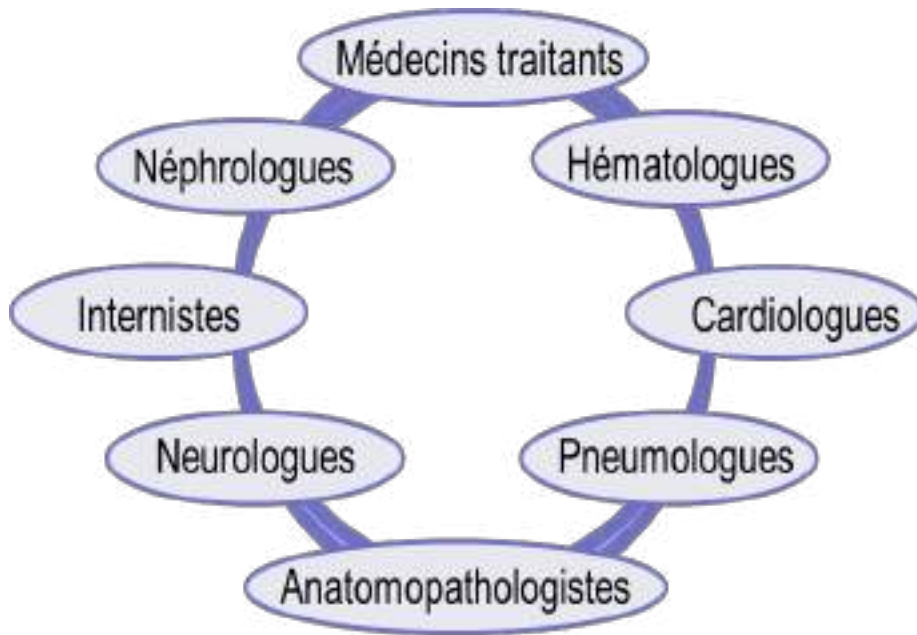 Médecins traitants
Néphrologues
Hématologues
Internistes
Cardiologues
Neurologues
Pneumologues
Anatomopathologistes